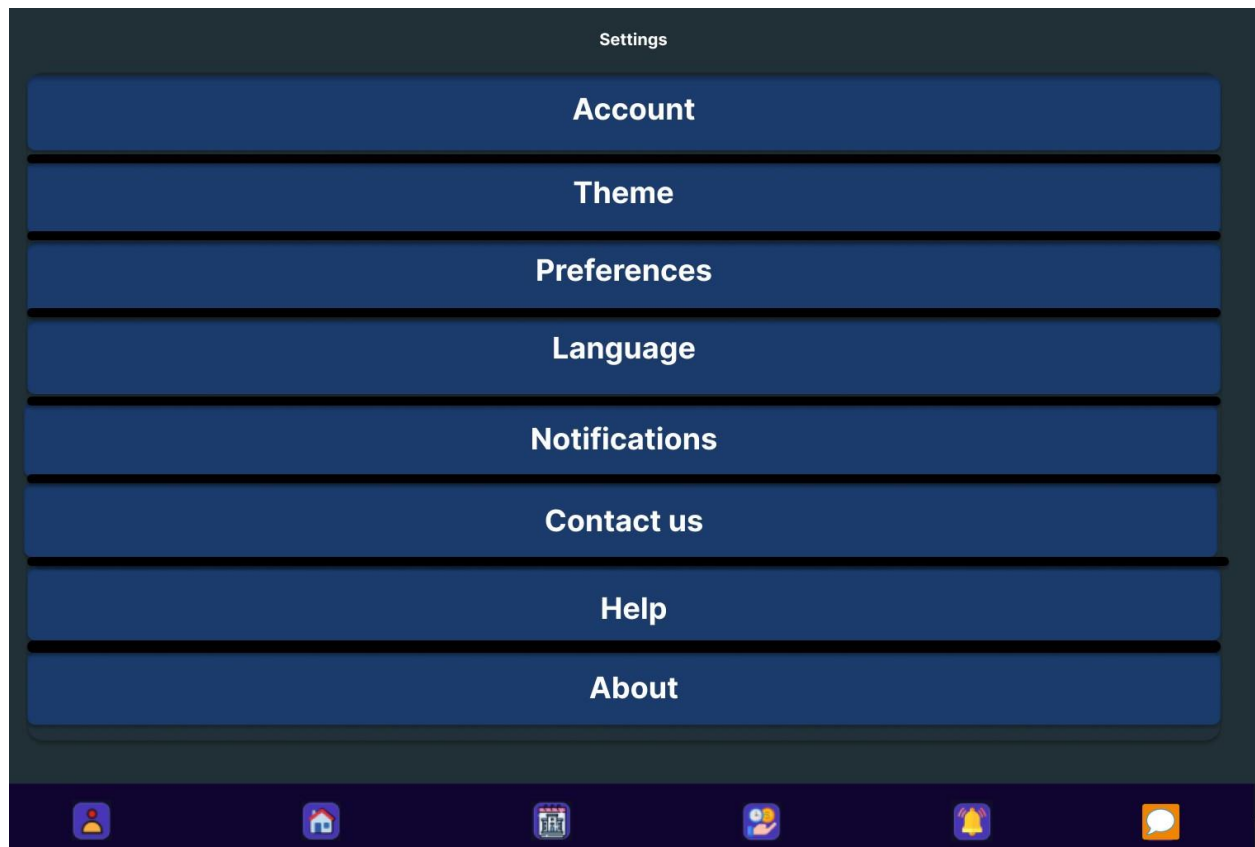 Settings
Account
Theme
Preferences
Language
Notifications
Contact us
Help
About